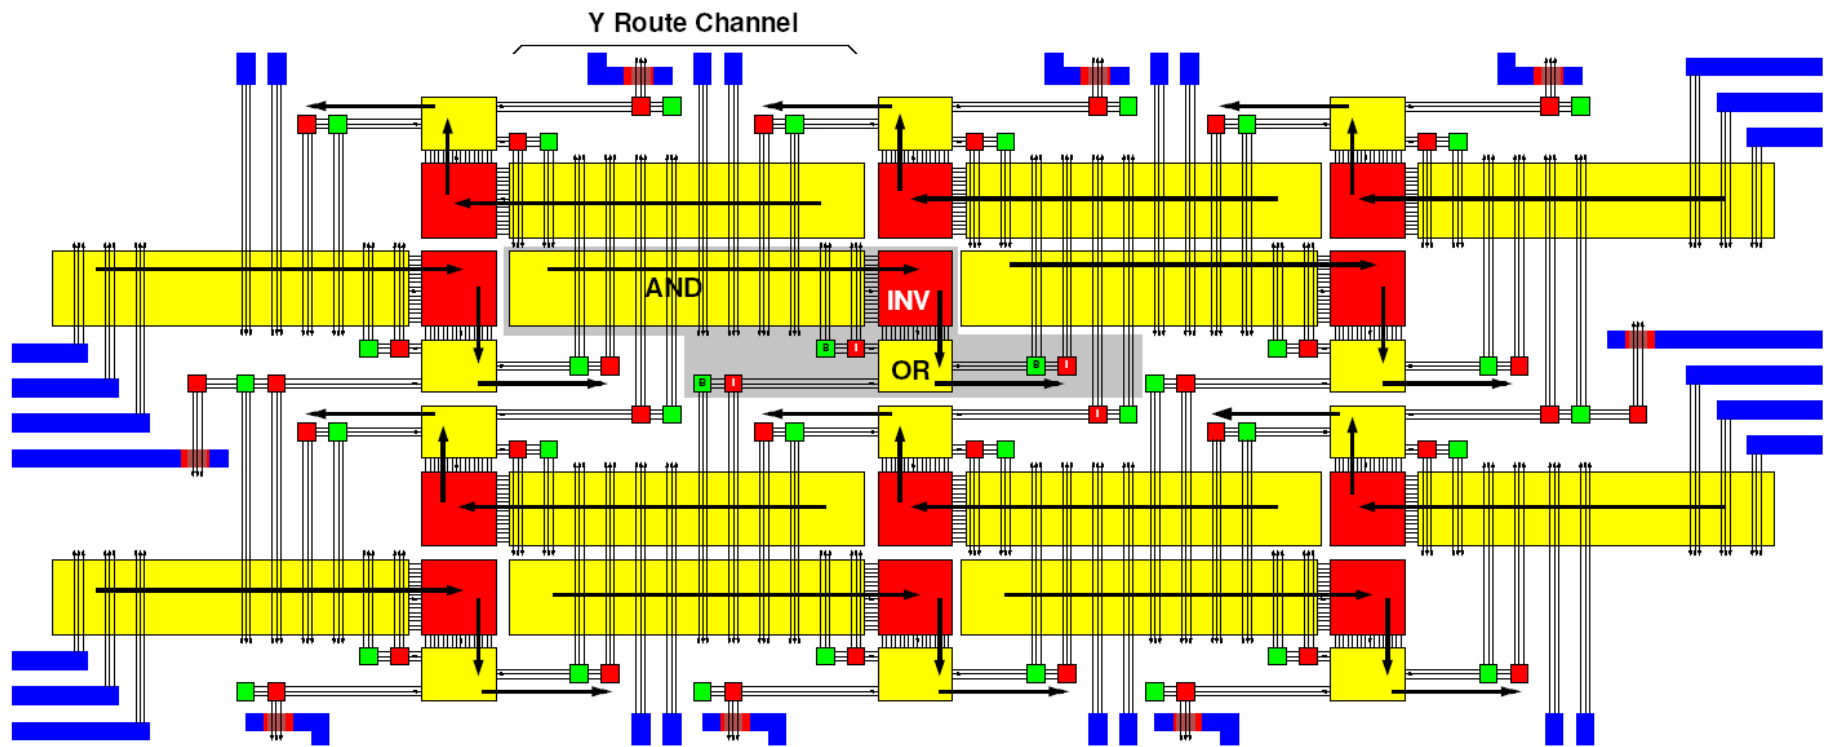 Y Route Channel
AND
INV
B I
OR
B I
B I
I